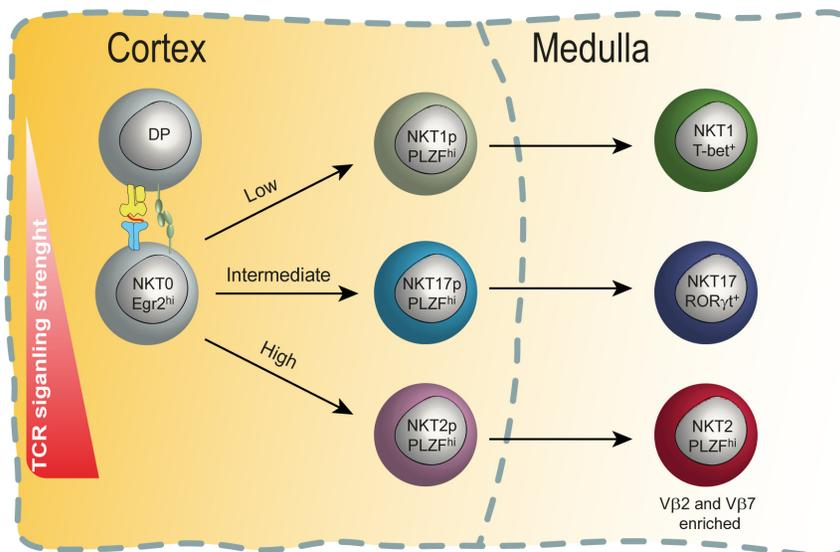 Cortex
Medulla
DP
NKT1p
PLZFhi
NKT1
T-bet+
Low
TCR siganling strenght
NKT0
Egr2hi
Intermediate
NKT17p
PLZFhi
NKT17
RORγt+
High
NKT2p
PLZFhi
NKT2
PLZFhi
Vβ2 and Vβ7
enriched